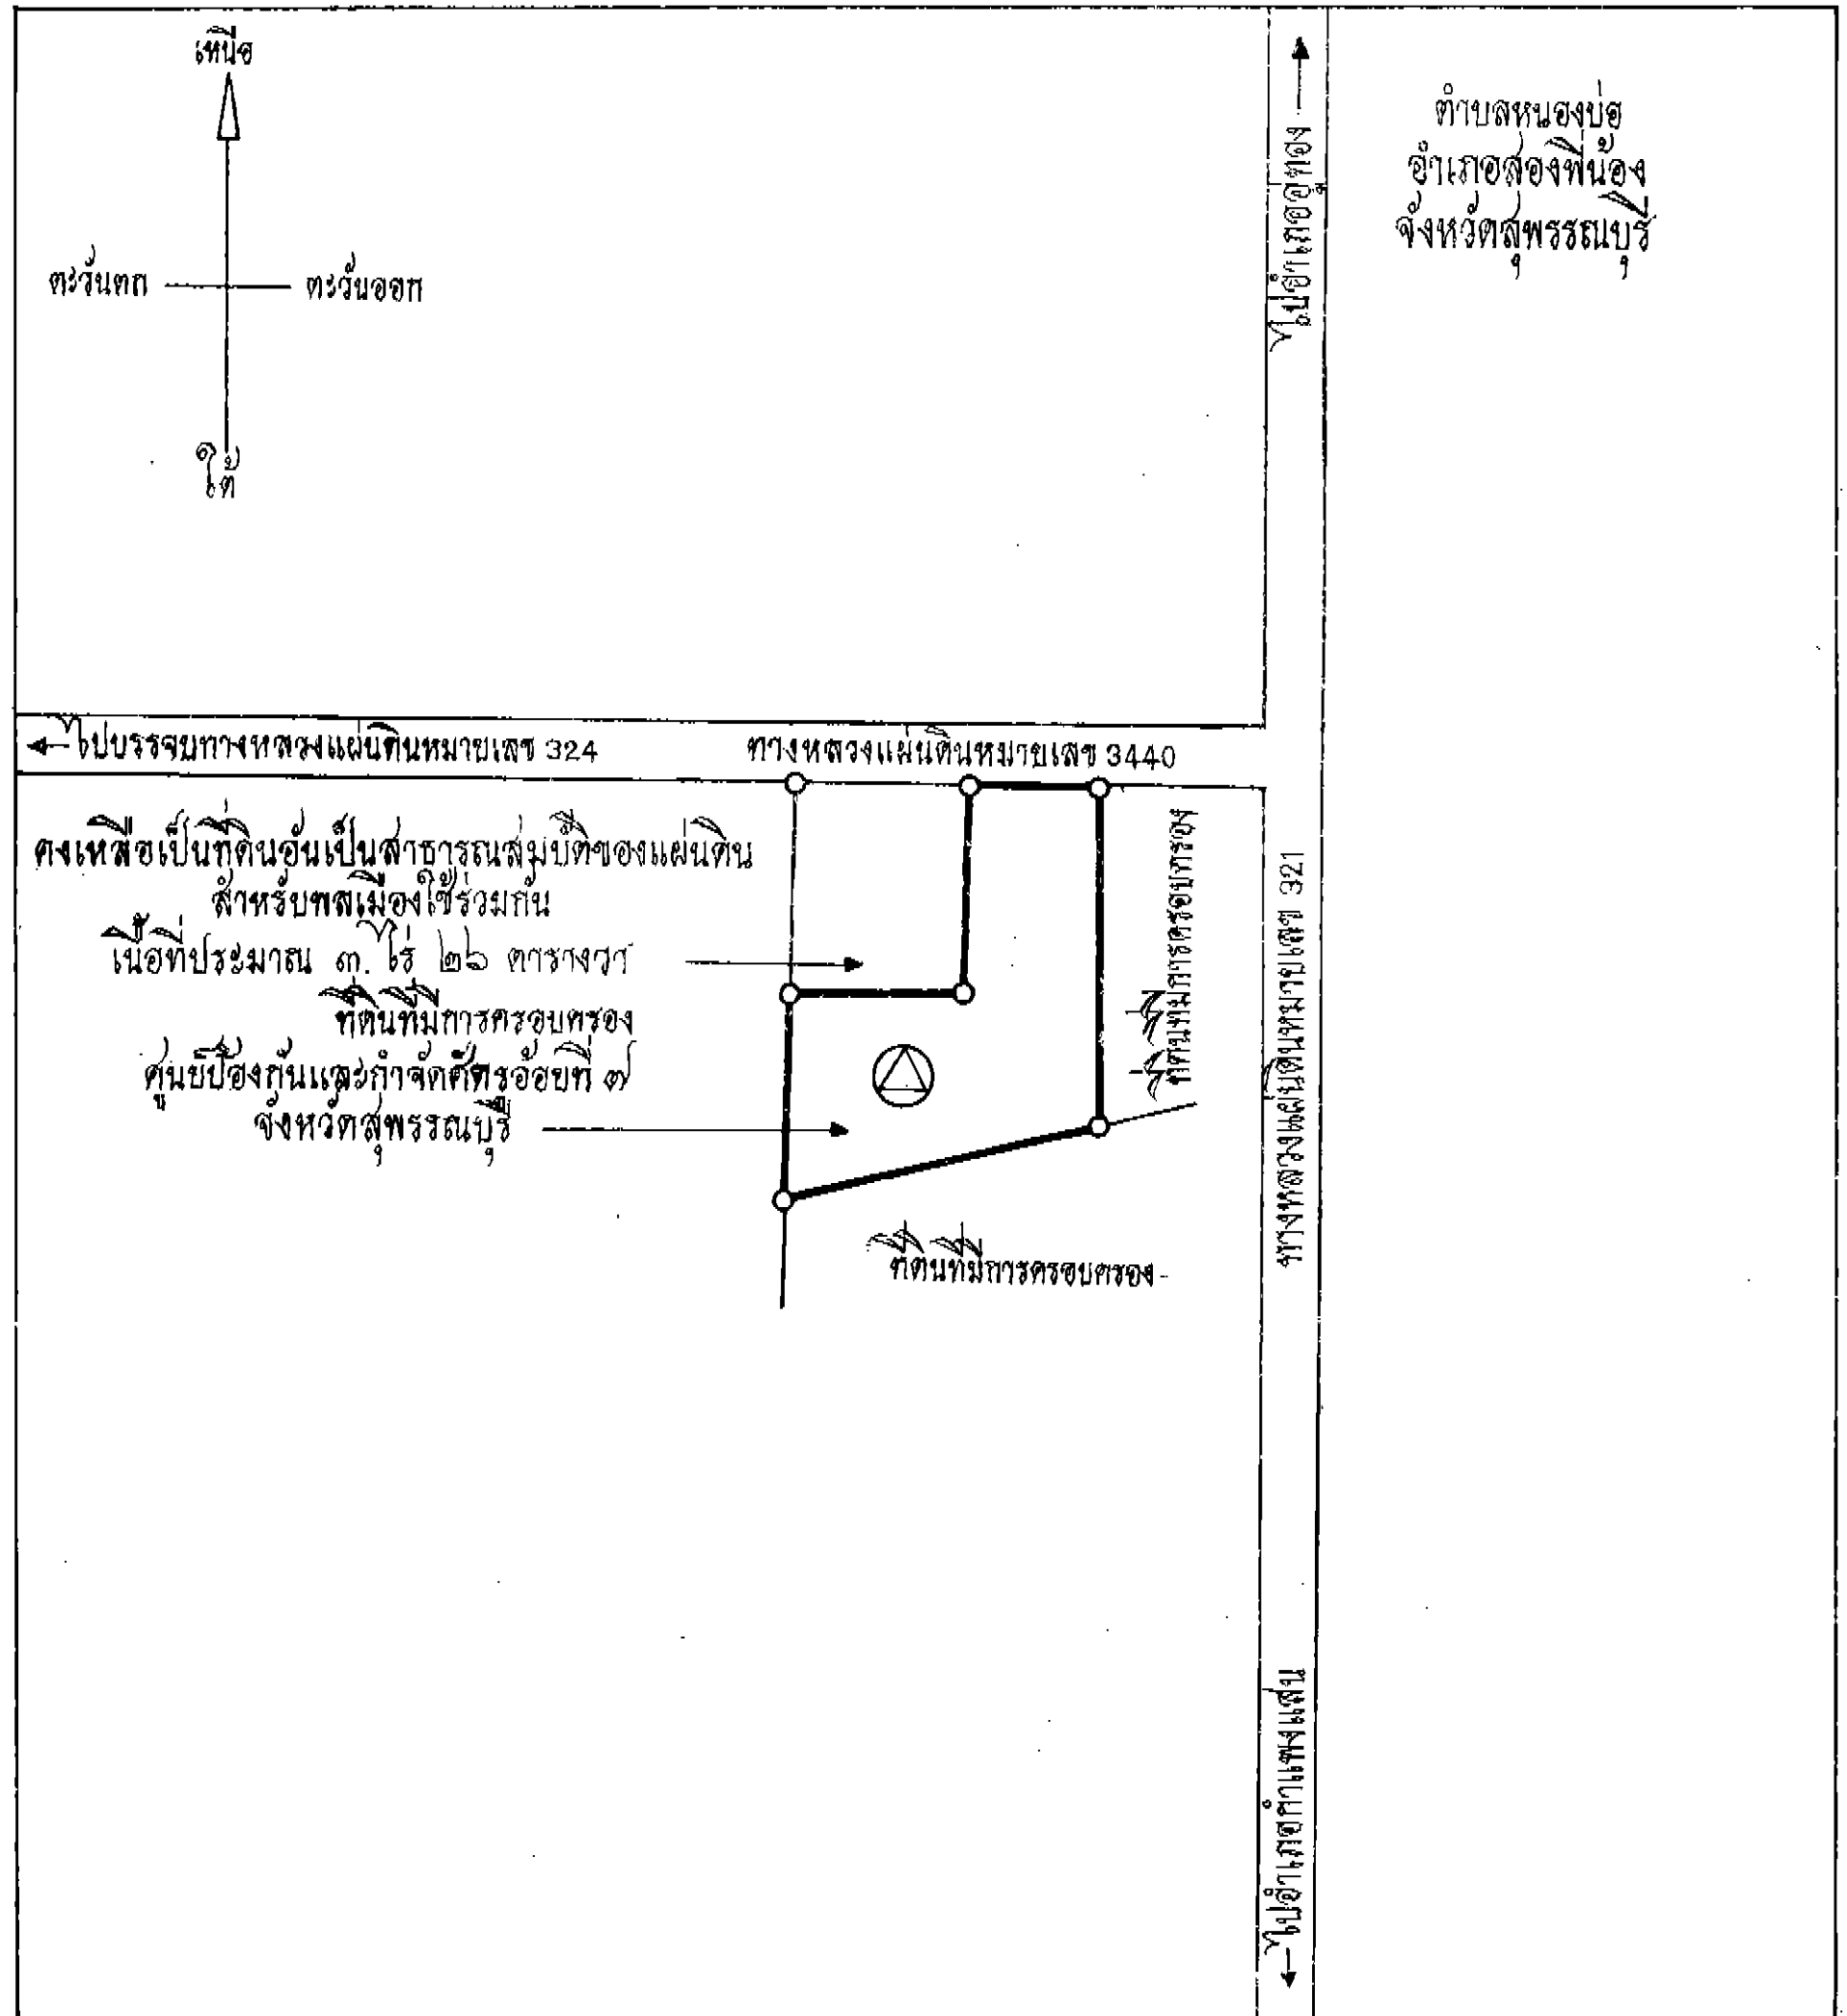 เหนือ
ตะวันตก
ตะวันออก
ใต้
ตำบลหนองบ่อ
อำเภอสองพี่น้อง
จังหวัดสุพรรณบุรี
ไปอำเภออู่ทอง
ไปบรรจบทางหลวงแผ่นดินหมายเลข 324
ทางหลวงแผ่นดินหมายเลข 3440
คงเหลือเป็นที่ดินอันเป็นสาธารณสมบัติของแผ่นดิน
สำหรับพลเมืองใช้ร่วมกัน
เนื้อที่ประมาณ ๓ ไร่ ๒๖ ตารางวา
ที่ดินที่มีการครอบครอง
ศูนย์ป้องกันและกำจัดศัตรูอ้อยที่ ๗
จังหวัดสุพรรณบุรี
ที่ดินที่มีการครอบครอง
ที่ดินที่มีการครอบครอง
ทางหลวงแผ่นดินหมายเลข 321
ไปอำเภอกำแพงแสน